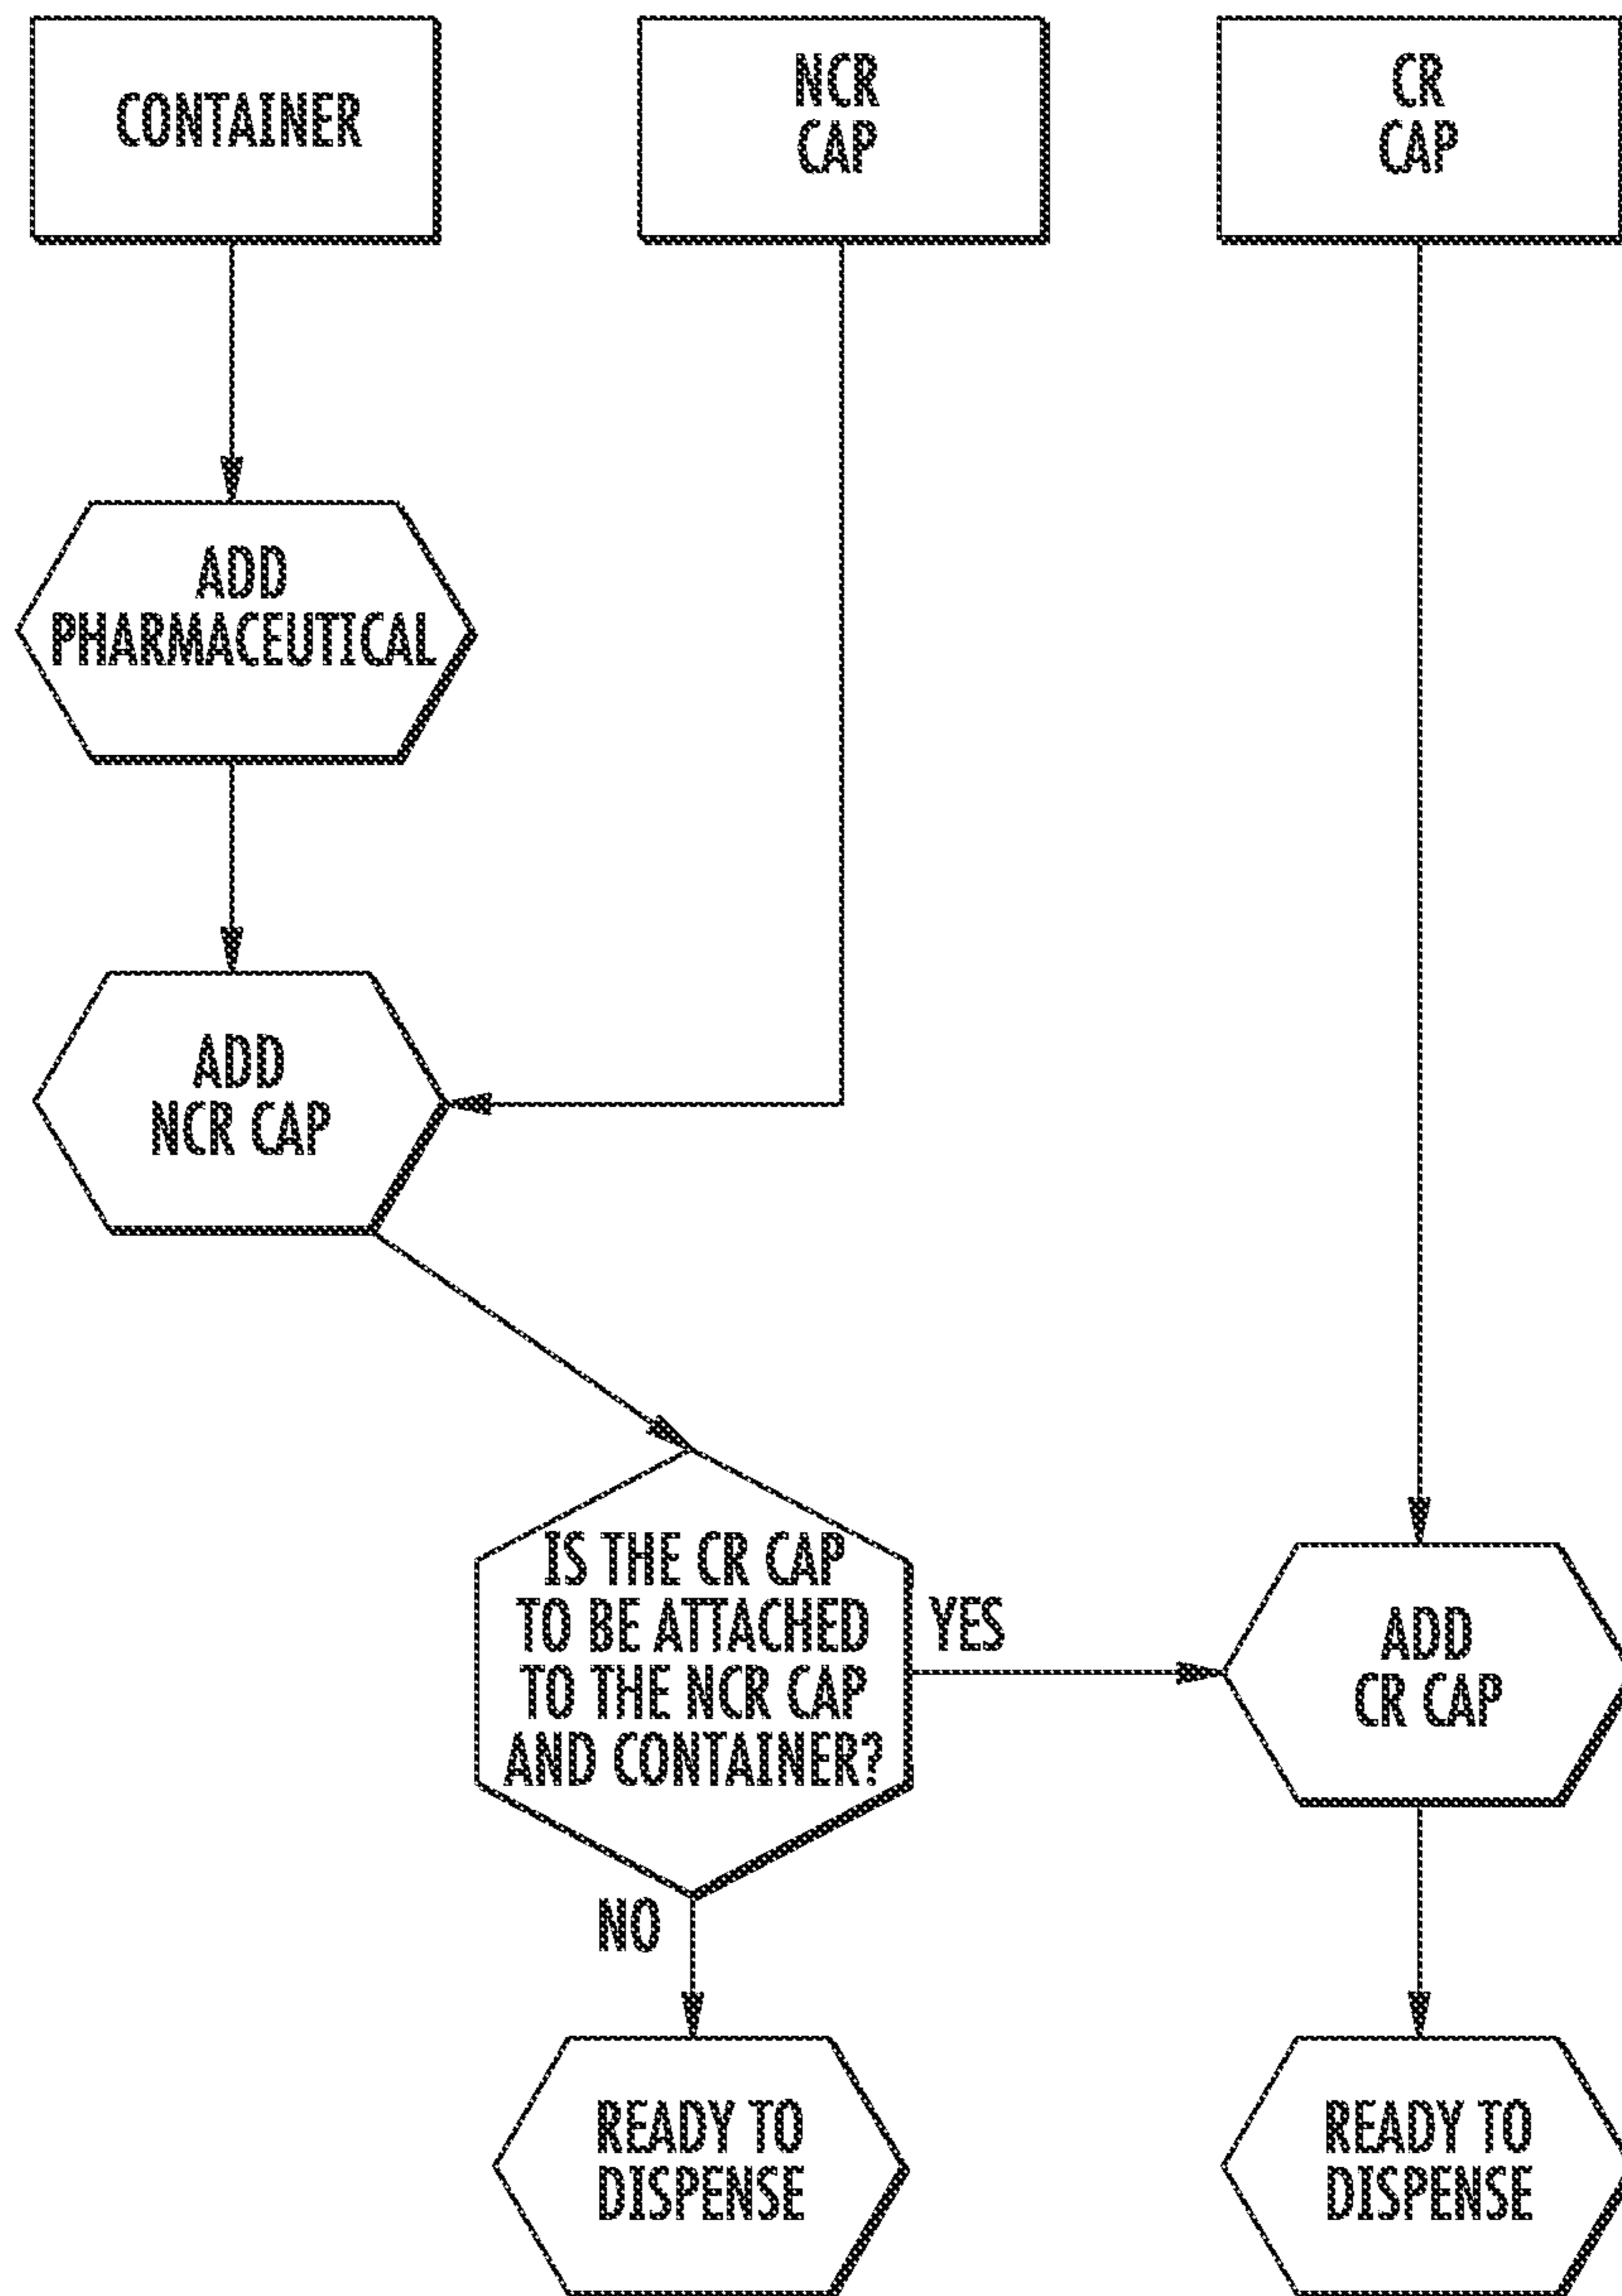 CONTAINER
NCR
CAP
CR
CAP
ADD
PHARMACEUTICAL
ADD
NCR CAP
IS THE CR CAP
TO BE ATTACHED
TO THE NCR CAP
AND CONTAINER?
YES
ADD
CR CAP
NO
READY TO
DISPENSE
READY TO
DISPENSE